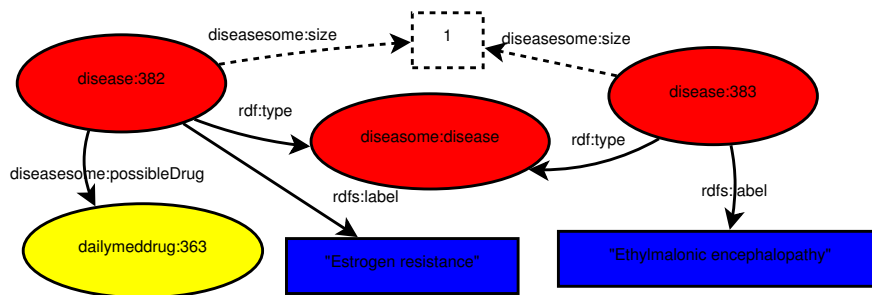 diseasesome:size
1
diseasesome:size
disease:382
disease:383
rdf:type
diseasome:disease
rdf:type
diseasesome:possibleDrug
rdfs:label
rdfs:label
dailymeddrug:363
"Estrogen resistance"
"Ethylmalonic encephalopathy"